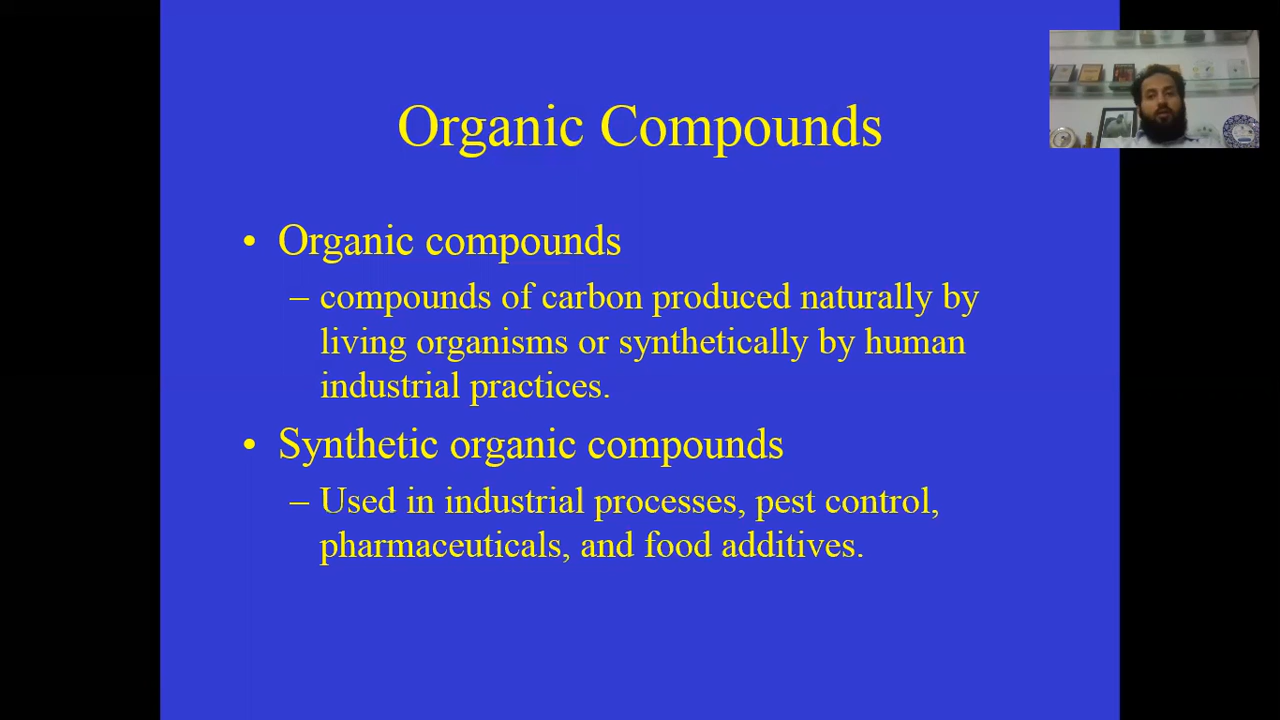 Organic Compounds
• Organic compounds
– compounds of carbon produced naturally by
living organisms or synthetically by human
industrial practices.
• Synthetic organic compounds
– Used in industrial processes, pest control,
pharmaceuticals, and food additives.